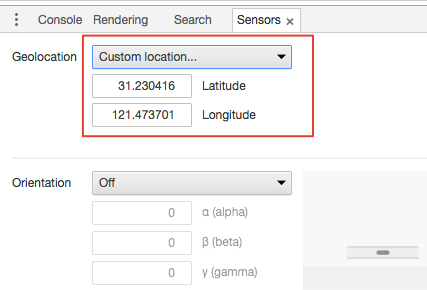 Console Rendering Search Sensors ×
Geolocation Custom location...
31.230416 Latitude
121.473701 Longitude
Orientation Off
0 α (alpha)
0 β (beta)
0 γ (gamma)